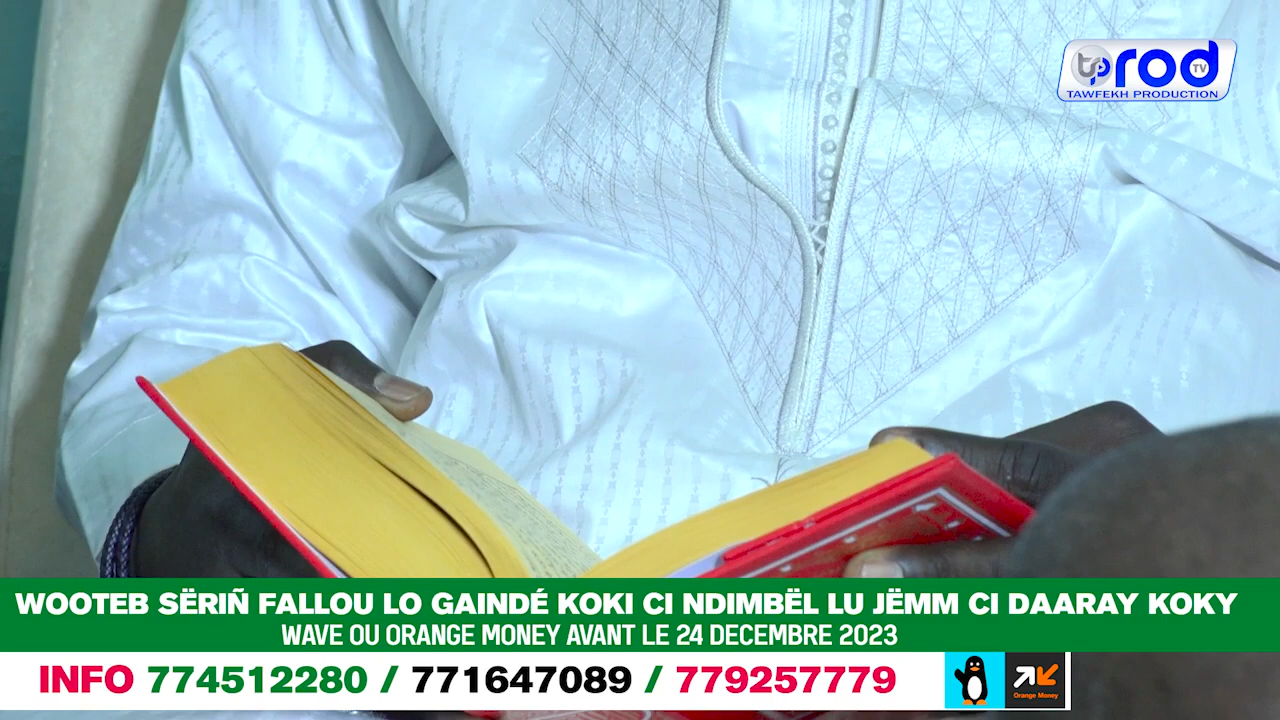 tprod TV
TAWFEKH PRODUCTION
WOOTEB SËRIÑ FALLOU LO GAINDÉ KOKI CI NDIMBËL LU JËMM CI DAARAY KOKY
WAVE OU ORANGE MONEY AVANT LE 24 DECEMBRE 2023
INFO 774512280 / 771647089 / 779257779
Orange Money